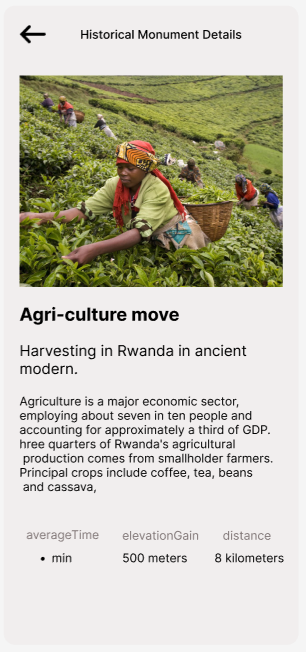 Historical Monument Details
Agri-culture move
Harvesting in Rwanda in ancient
modern.
Agriculture is a major economic sector,
employing about seven in ten people and
accounting for approximately a third of GDP.
hree quarters of Rwanda's agricultural
production comes from smallholder farmers.
Principal crops include coffee, tea, beans
and cassava,
averageTime elevationGain distance
• min 500 meters 8 kilometers